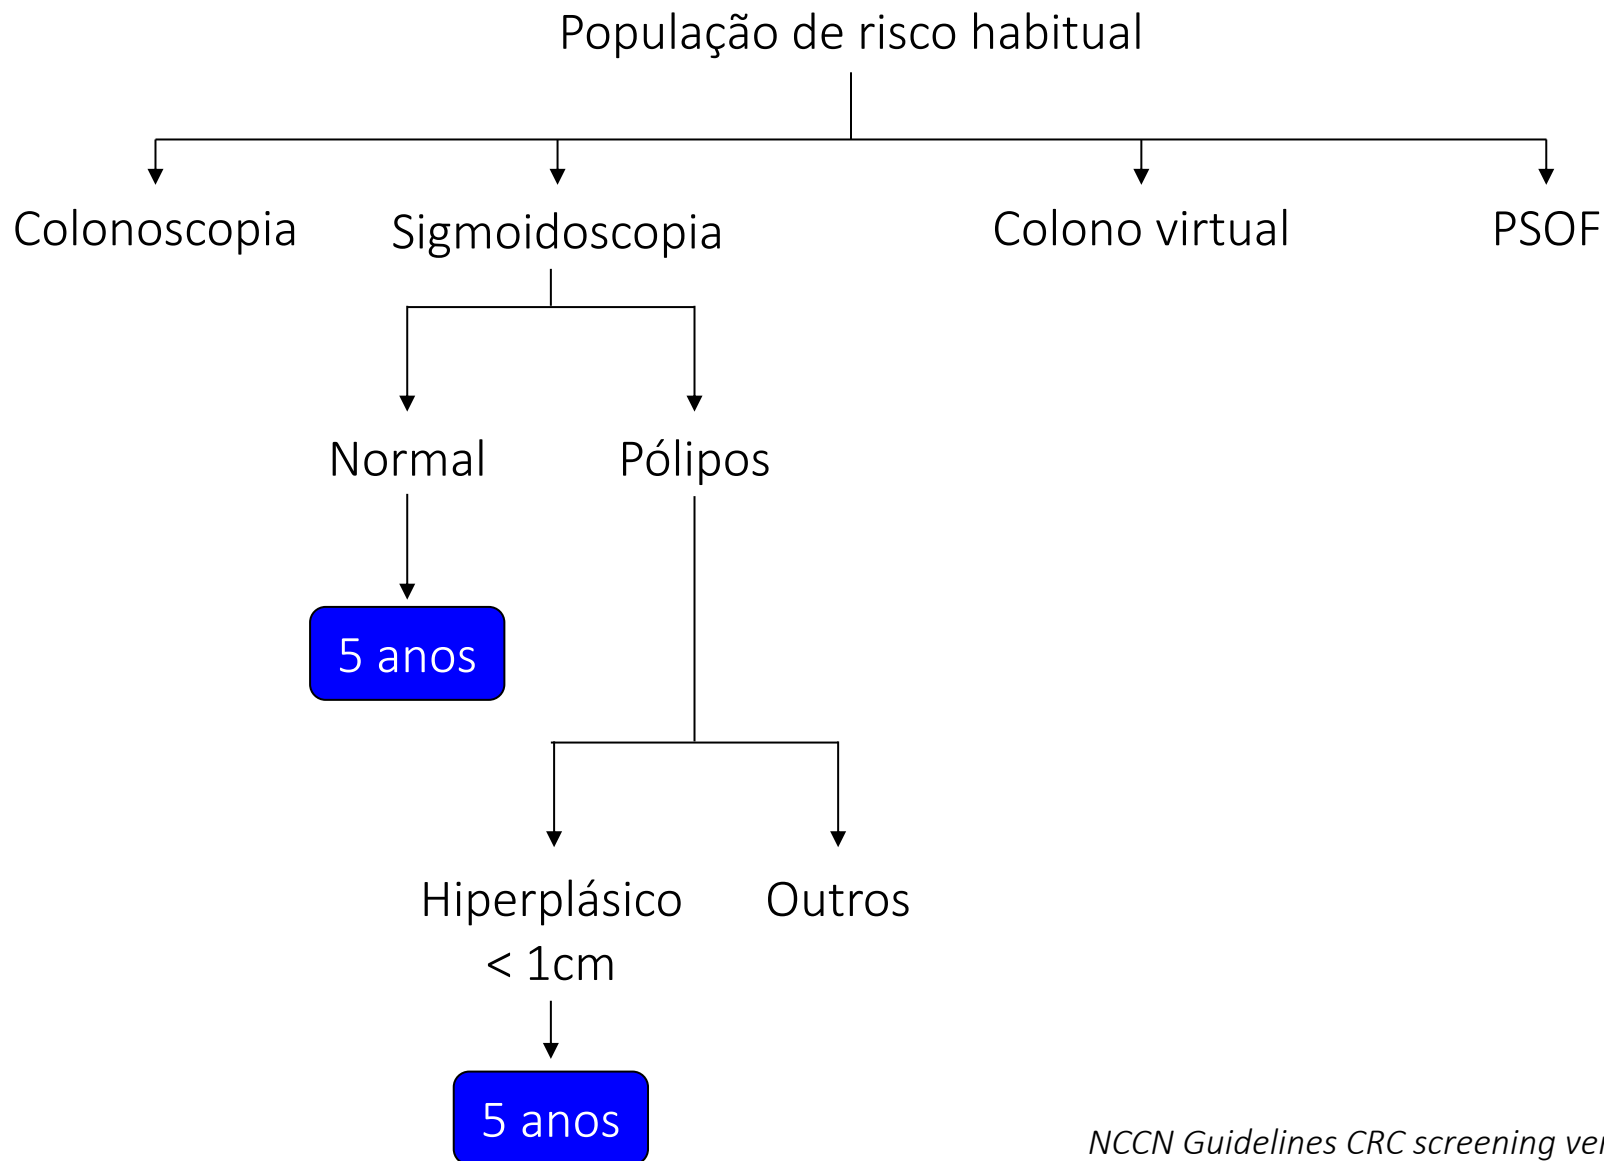 População de risco habitual
Colonoscopia
Sigmoidoscopia
Colono virtual
PSOF
Normal
Pólipos
5 anos
Hiperplásico
< 1cm
Outros
5 anos
NCCN Guidelines CRC screening